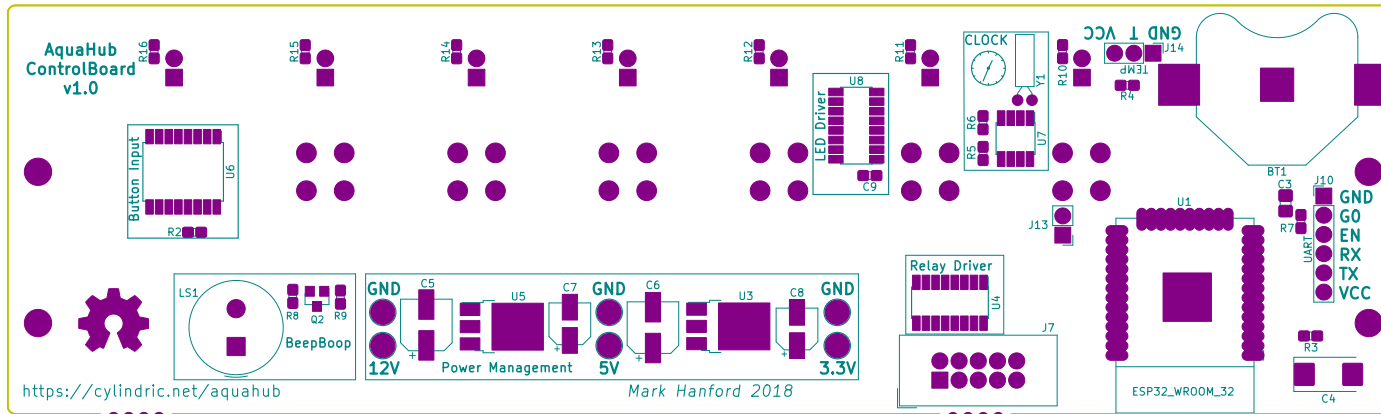 AquaHub
ControlBoard
v1.0
R16
R15
R14
R13
R12
R11
R10
CLOCK
Y1
VCC T GND
J14
TEMP
R4
U8
LED Driver
C9
R6
R5
U7
BT1
Button Input
U6
R2
J13
U1
C3
R7
J10
UART
GND
G0
EN
RX
TX
VCC
LS1
R8
Q2
R9
BeepBoop
GND
C5
U5
C7
GND
C6
U3
C8
GND
+
+
+
+
12V
Power Management
5V
3.3V
Relay Driver
U4
J7
R3
C4
ESP32_WROOM_32
https://cylindric.net/aquahub
Mark Hanford 2018